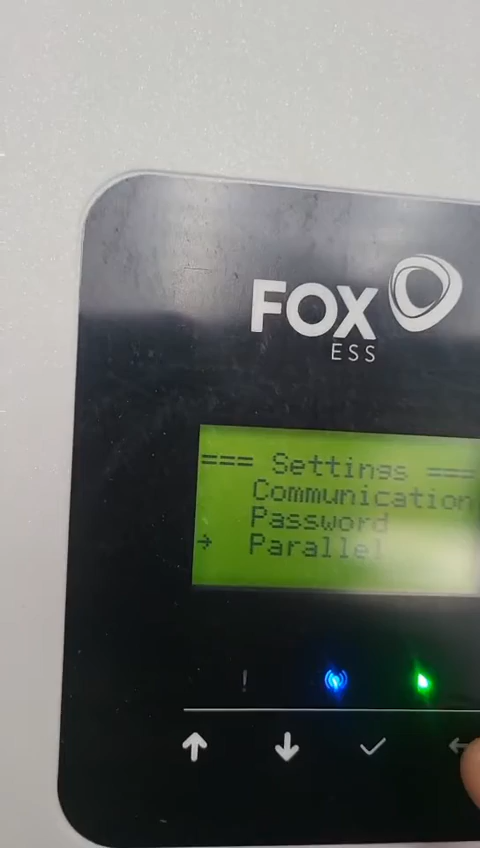 FOX
ESS
=== Settings ===
Communication
Password
→ Parallel